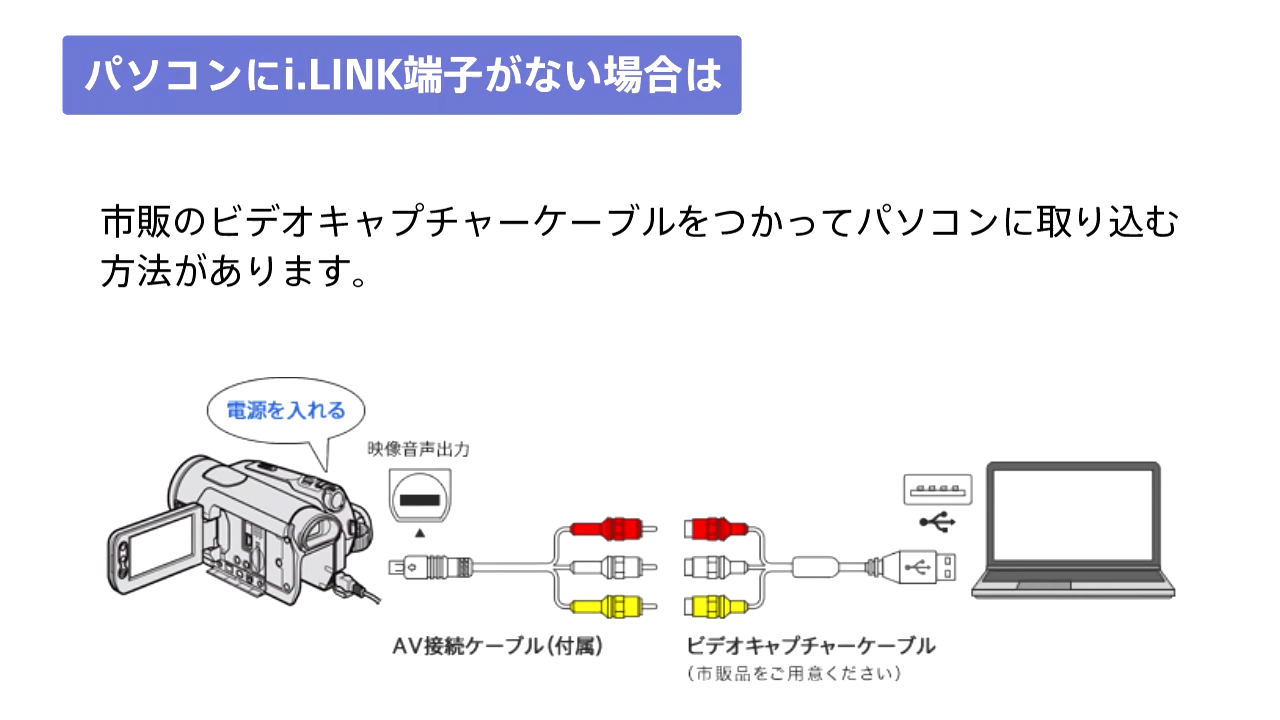 パソコンにi.LINK端子がない場合は
市販のビデオキャプチャーケーブルをつかってパソコンに取り込む
方法があります。
電源を入れる
映像音声出力
AV接続ケーブル(付属)
ビデオキャプチャーケーブル
(市販品をご用意ください)